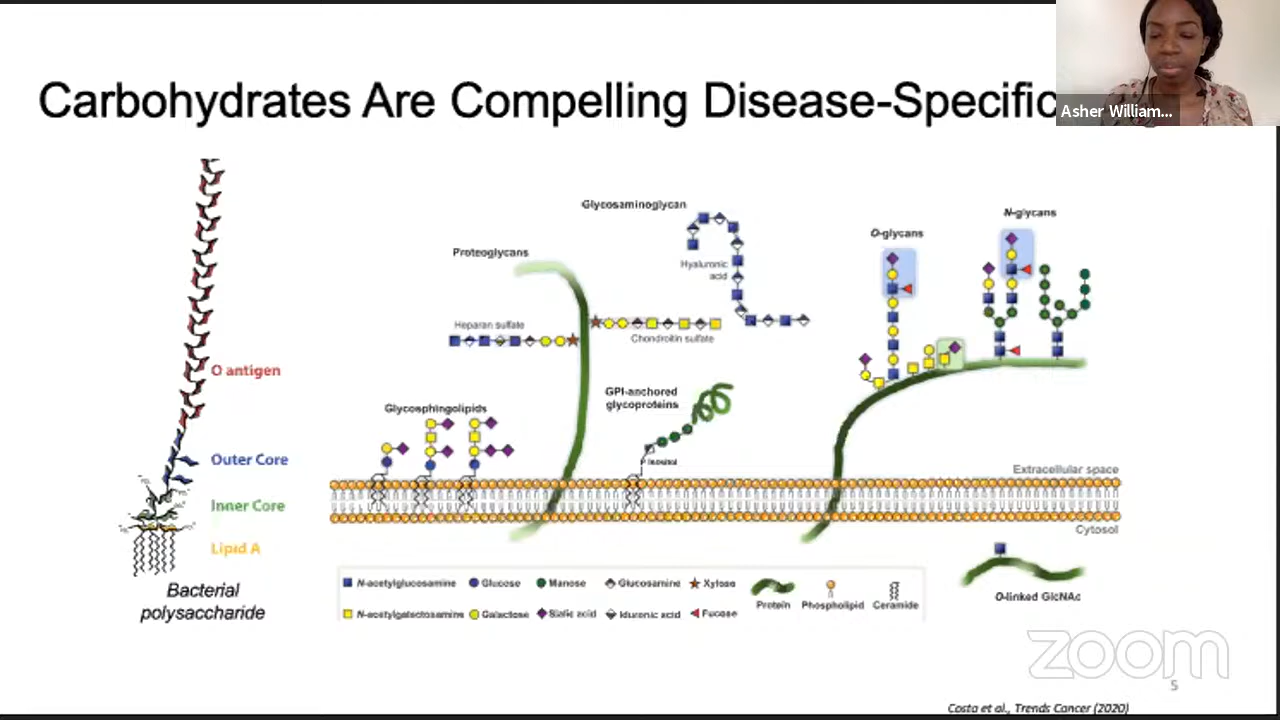 Carbohydrates Are Compelling Disease-Specific
Asher William...
O antigen
Outer Core
Inner Core
Lipid A
Bacterial
polysaccharide
Glycosphingolipids
Proteoglycans
Heparan sulfate
Glycosaminoglycan
Hyaluronic
acid
Chondroitin sulfate
GPI-anchored
glycoproteins
P Inositol
O-glycans
N-glycans
Extracellular space
Cytosol
O-linked GlcNAc
N-acetylglucosamine
Glucose
Manose
Glucosamine
Xylose
N-acetylgalactosamine
Galactose
Sialic acid
Iduronic acid
Fucose
Protein
Phospholipid
Ceramide
zoom
5
Costa et al., Trends Cancer (2020)